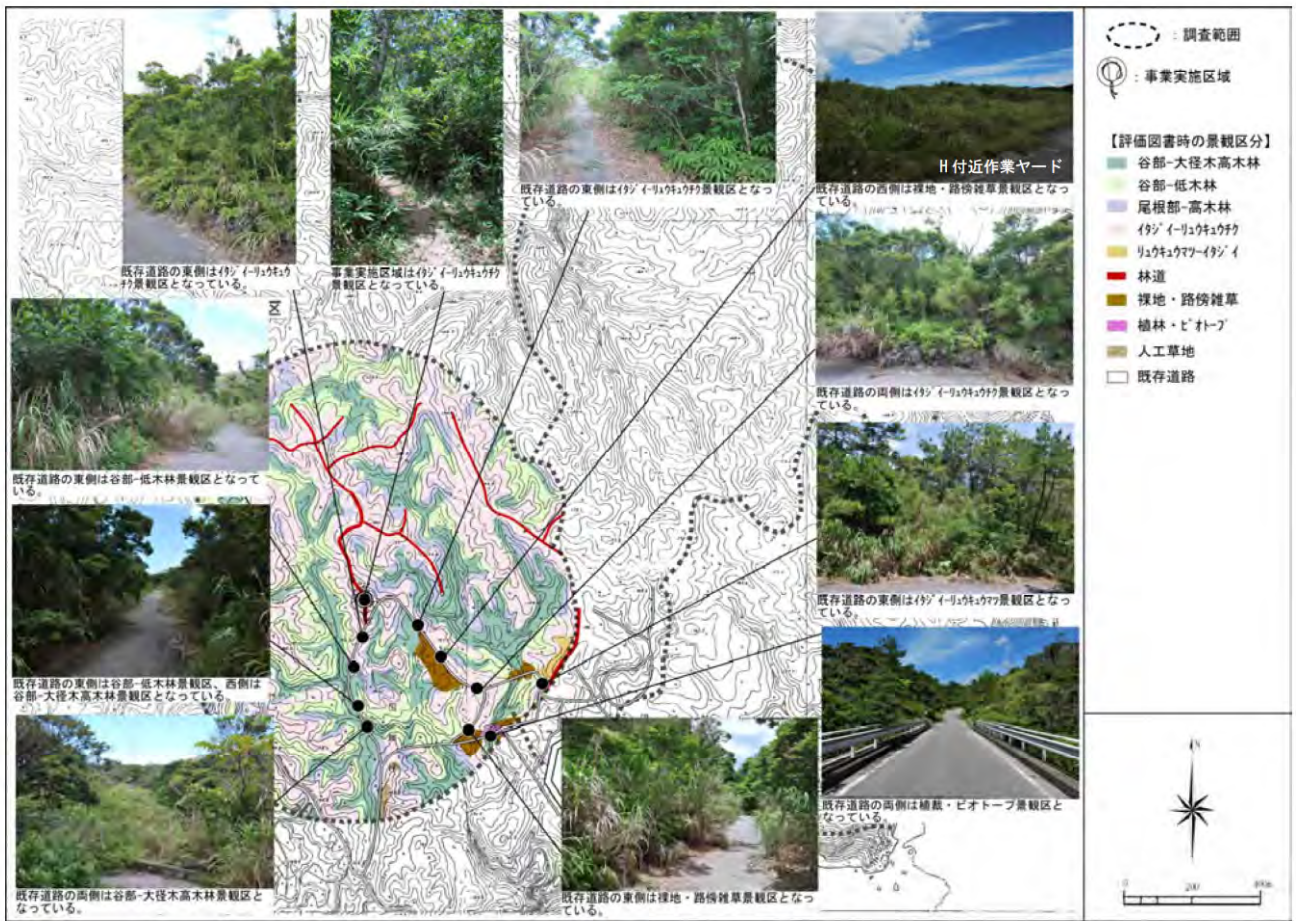 既存道路の東側はイタジイ-リュウキュウ
チク景観区となっている。
事業実施区域はイタジイ-リュウキュウチク
景観区となっている。
既存道路の東側はイタジイ-リュウキュウチク景観区となっ
ている。
H付近作業ヤード
既存道路の西側は裸地・路傍雑草景観区となっ
ている。
既存道路の東側は谷部-低木林景観区となって
いる。
既存道路の両側はイタジイ-リュウキュウチク景観区となっ
ている。
既存道路の東側は谷部-低木林景観区、西側は
谷部-大径木高木林景観区となっている。
既存道路の東側はイタジイ-リュウキュウマツ景観区となっ
ている。
既存道路の両側は谷部-大径木高木林景観区と
なっている。
既存道路の東側は裸地・路傍雑草景観区となっ
ている。
既存道路の両側は植栽・ビオトープ景観区と
なっている。
：調査範囲
：事業実施区域
【評価図書時の景観区分】
谷部-大径木高木林
谷部-低木林
尾根部-高木林
イタジイーリュウキュウチク
リュウキュウマツーイタジイ
林道
裸地・路傍雑草
植林・ビオトープ
人工草地
既存道路
N
0 200 400m